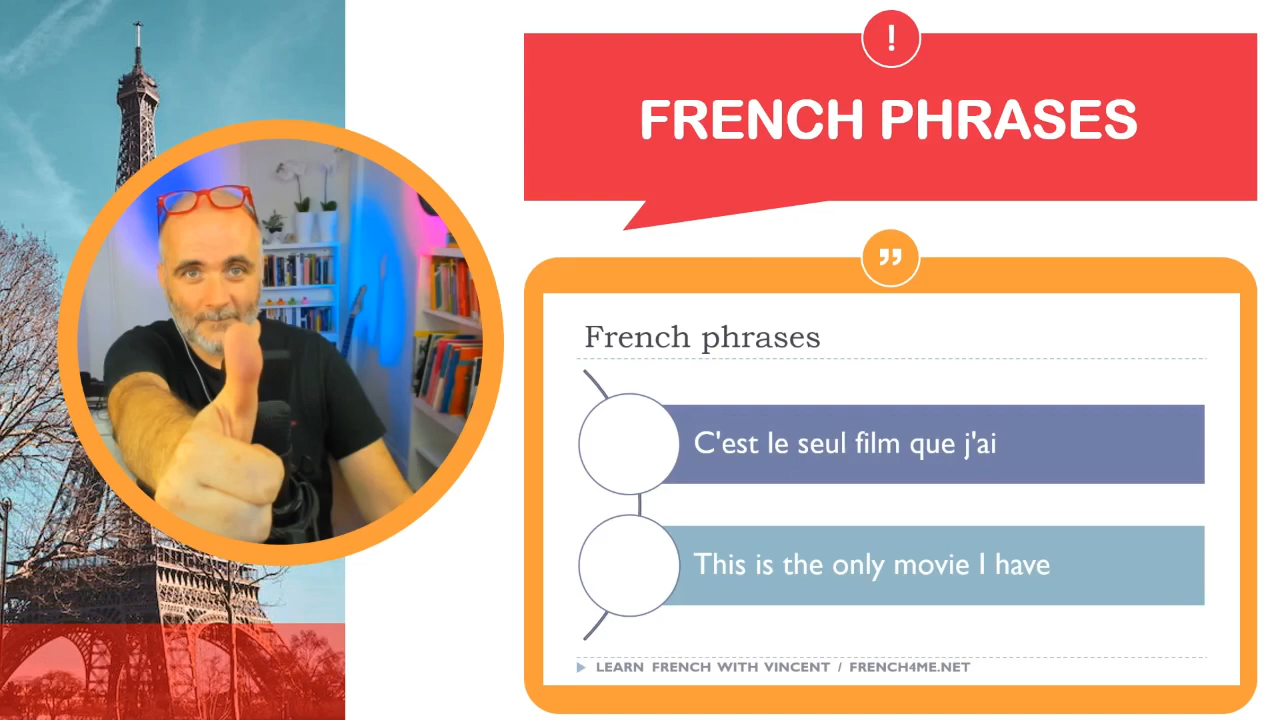 !
FRENCH PHRASES
”
French phrases
C'est le seul film que j'ai
This is the only movie I have
LEARN FRENCH WITH VINCENT / FRENCH4ME.NET